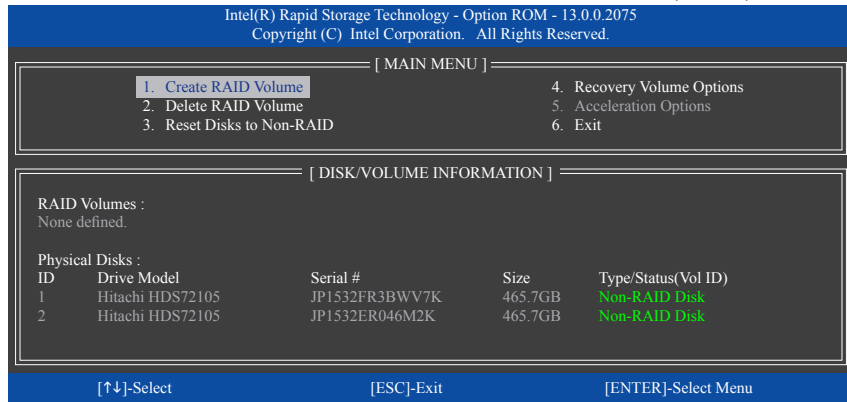 Intel(R) Rapid Storage Technology - Option ROM - 13.0.0.2075
Copyright (C) Intel Corporation. All Rights Reserved.
[ MAIN MENU ]
1. Create RAID Volume
2. Delete RAID Volume
3. Reset Disks to Non-RAID
4. Recovery Volume Options
5. Acceleration Options
6. Exit
[ DISK/VOLUME INFORMATION ]
RAID Volumes :
None defined.
Physical Disks :
ID Drive Model Serial # Size Type/Status(Vol ID)
1 Hitachi HDS72105 JP1532FR3BWV7K 465.7GB Non-RAID Disk
2 Hitachi HDS72105 JP1532ER046M2K 465.7GB Non-RAID Disk
[↑↓]-Select [ESC]-Exit [ENTER]-Select Menu